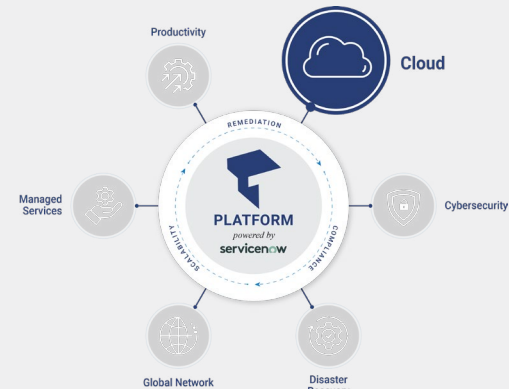 Productivity
Cloud
REMEDIATION
Managed
Services
PLATFORM
powered by
servicenow
Cybersecurity
SCALABILITY
COMPLIANCE
Global Network
Disaster